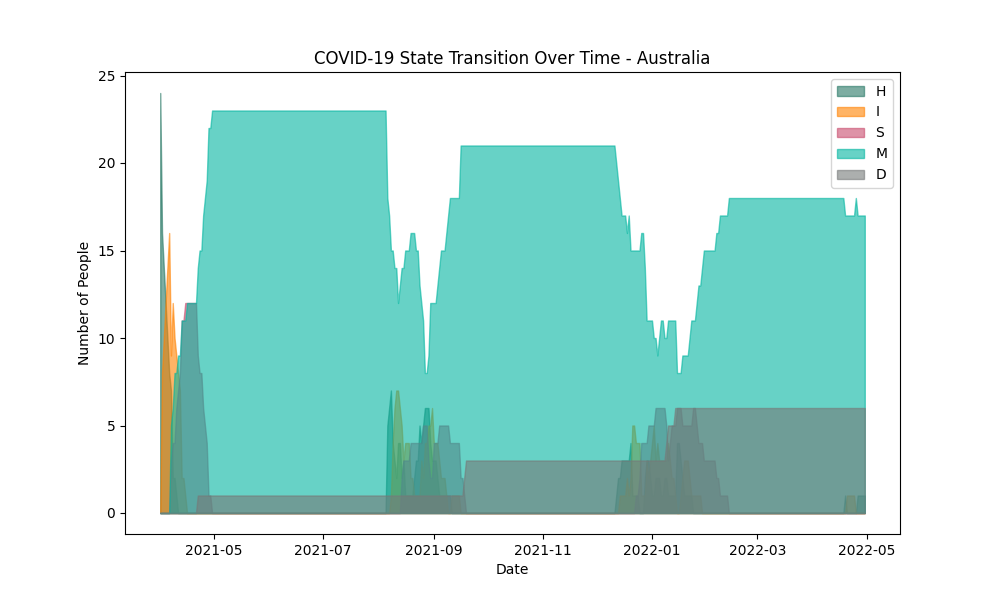 COVID-19 State Transition Over Time - Australia
25
20
15
10
5
0
Number of People
H
I
S
M
D
2021-05 2021-07 2021-09 2021-11 2022-01 2022-03 2022-05
Date